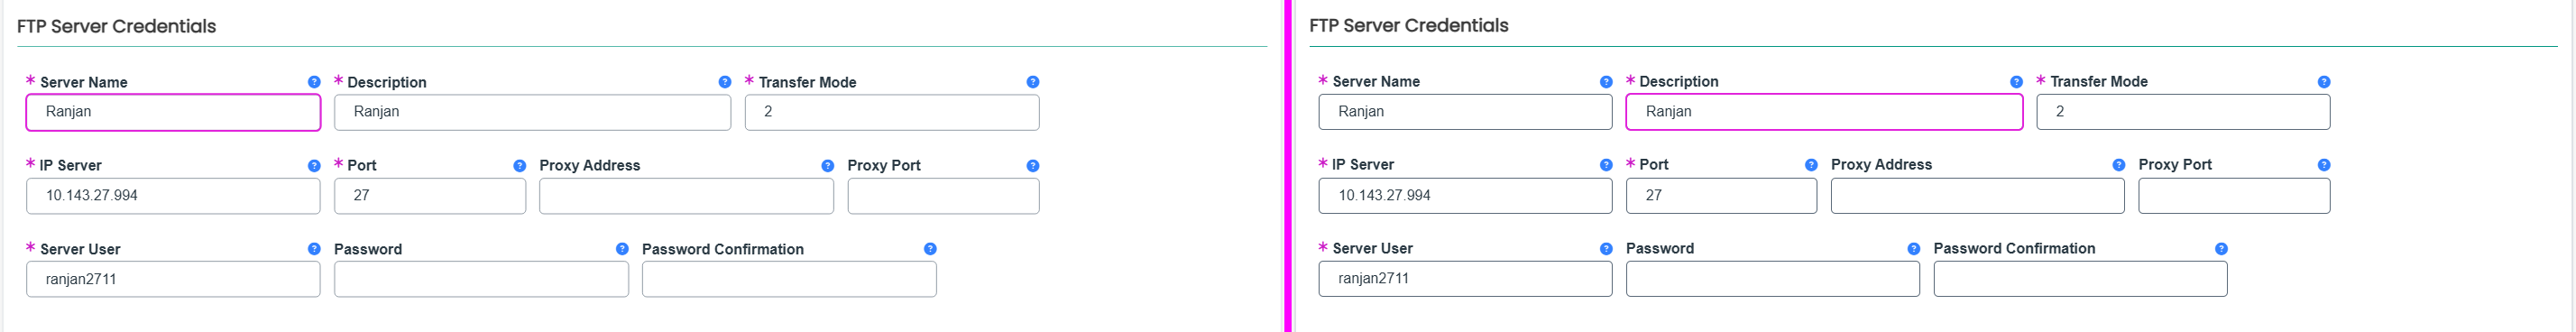 FTP Server Credentials
* Server Name ? * Description ? * Transfer Mode ?
Ranjan Ranjan 2
* IP Server ? * Port ? Proxy Address ? Proxy Port ?
10.143.27.994 27
* Server User ? Password ? Password Confirmation ?
ranjan2711
FTP Server Credentials
* Server Name ? * Description ? * Transfer Mode ?
Ranjan Ranjan 2
* IP Server ? * Port ? Proxy Address ? Proxy Port ?
10.143.27.994 27
* Server User ? Password ? Password Confirmation ?
ranjan2711